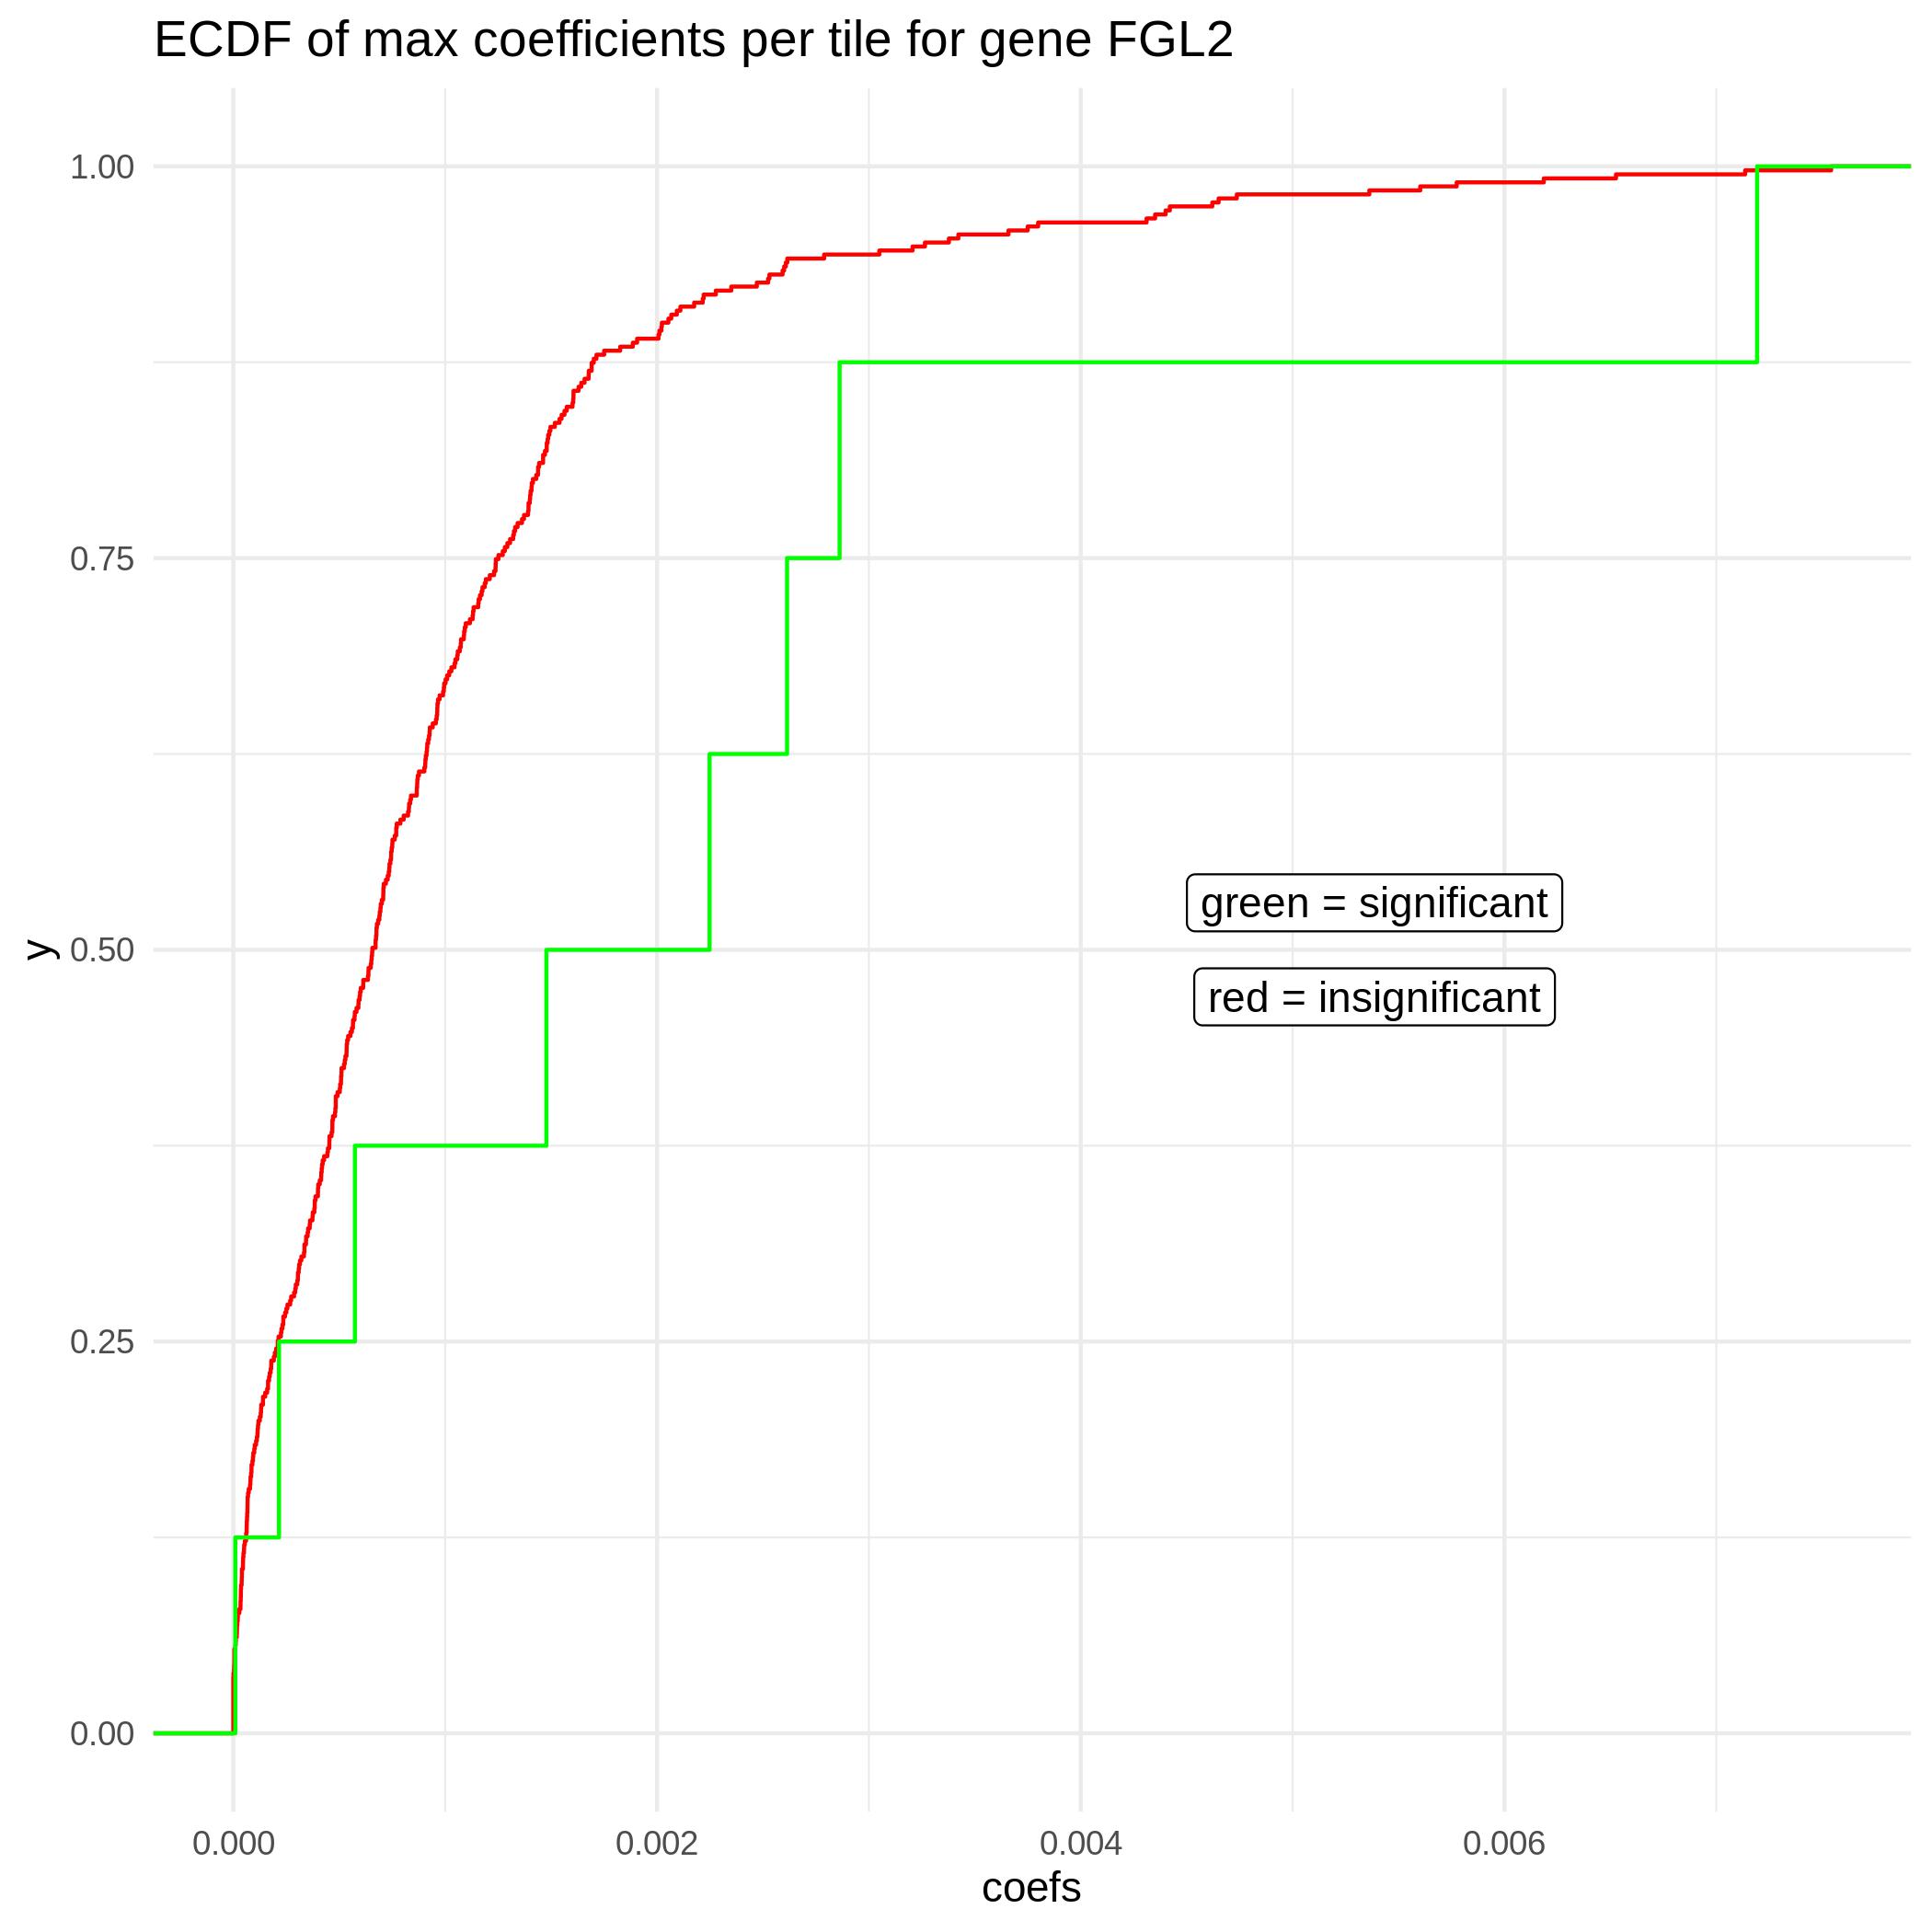 ECDF of max coefficients per tile for gene FGL2
1.00
0.75
0.50
0.25
0.00
y
green = significant
red = insignificant
0.000 0.002 0.004 0.006
coefs